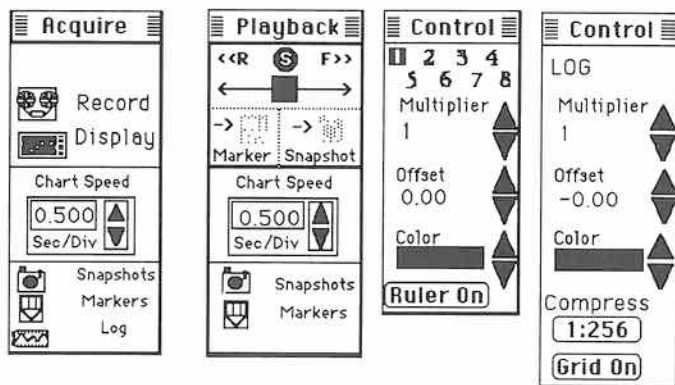 Acquire
Record
Display
Chart Speed
0.500
Sec/Div
Snapshots
Markers
Log
Playback
<<R S F>>
-> ->
Marker Snapshot
Chart Speed
0.500
Sec/Div
Snapshots
Markers
Control
1 2 3 4
5 6 7 8
Multiplier
1
Offset
0.00
Color
Ruler On
Control
LOG
Multiplier
1
Offset
-0.00
Color
Compress
1:256
Grid On